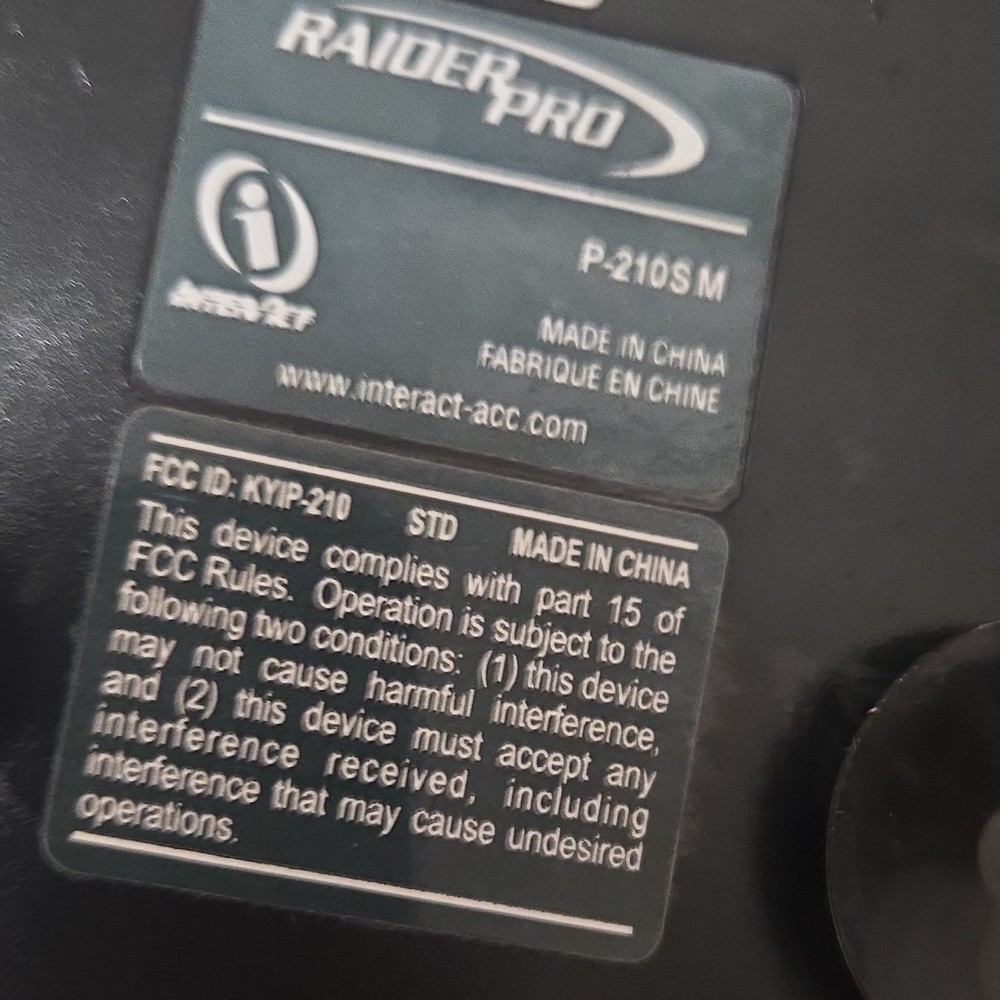 RAIDER
PRO
i
INTERACT
P-210SM
MADE IN CHINA
FABRIQUE EN CHINE
www.interact-acc.com
FCC ID: KYIP-210 STD MADE IN CHINA
This device complies with part 15 of
FCC Rules. Operation is subject to the
following two conditions: (1) this device
may not cause harmful interference,
and (2) this device must accept any
interference received, including
interference that may cause undesired
operations.